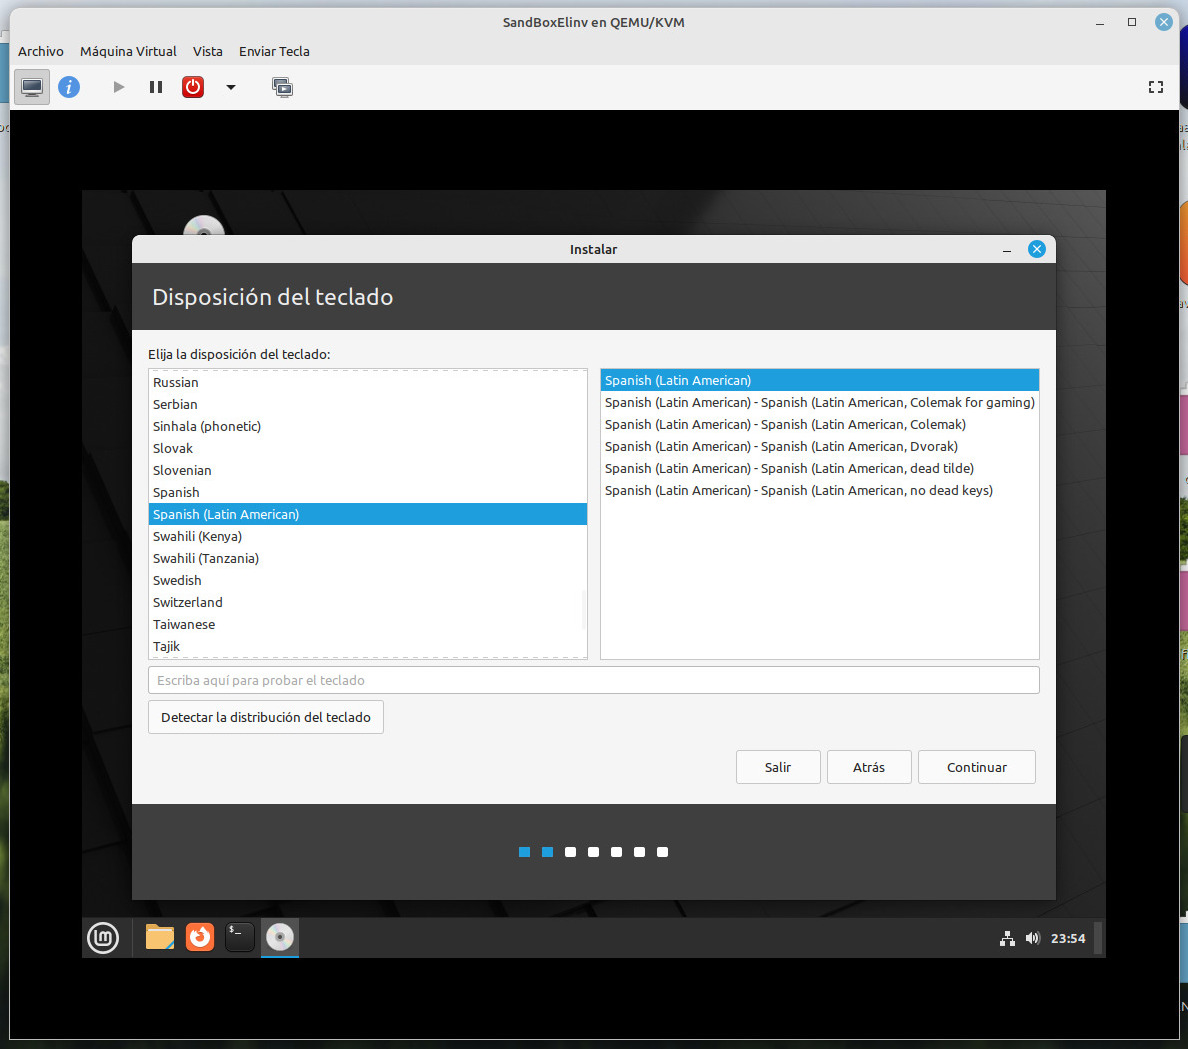 SandBoxElinv en QEMU/KVM
Archivo Máquina Virtual Vista Enviar Tecla
Instalar
Disposición del teclado
Elija la disposición del teclado:
Russian
Serbian
Sinhala (phonetic)
Slovak
Slovenian
Spanish
Spanish (Latin American)
Swahili (Kenya)
Swahili (Tanzania)
Swedish
Switzerland
Taiwanese
Tajik
Spanish (Latin American)
Spanish (Latin American) - Spanish (Latin American, Colemak for gaming)
Spanish (Latin American) - Spanish (Latin American, Colemak)
Spanish (Latin American) - Spanish (Latin American, Dvorak)
Spanish (Latin American) - Spanish (Latin American, dead tilde)
Spanish (Latin American) - Spanish (Latin American, no dead keys)
Escriba aquí para probar el teclado
Detectar la distribución del teclado
Salir Atrás Continuar
23:54